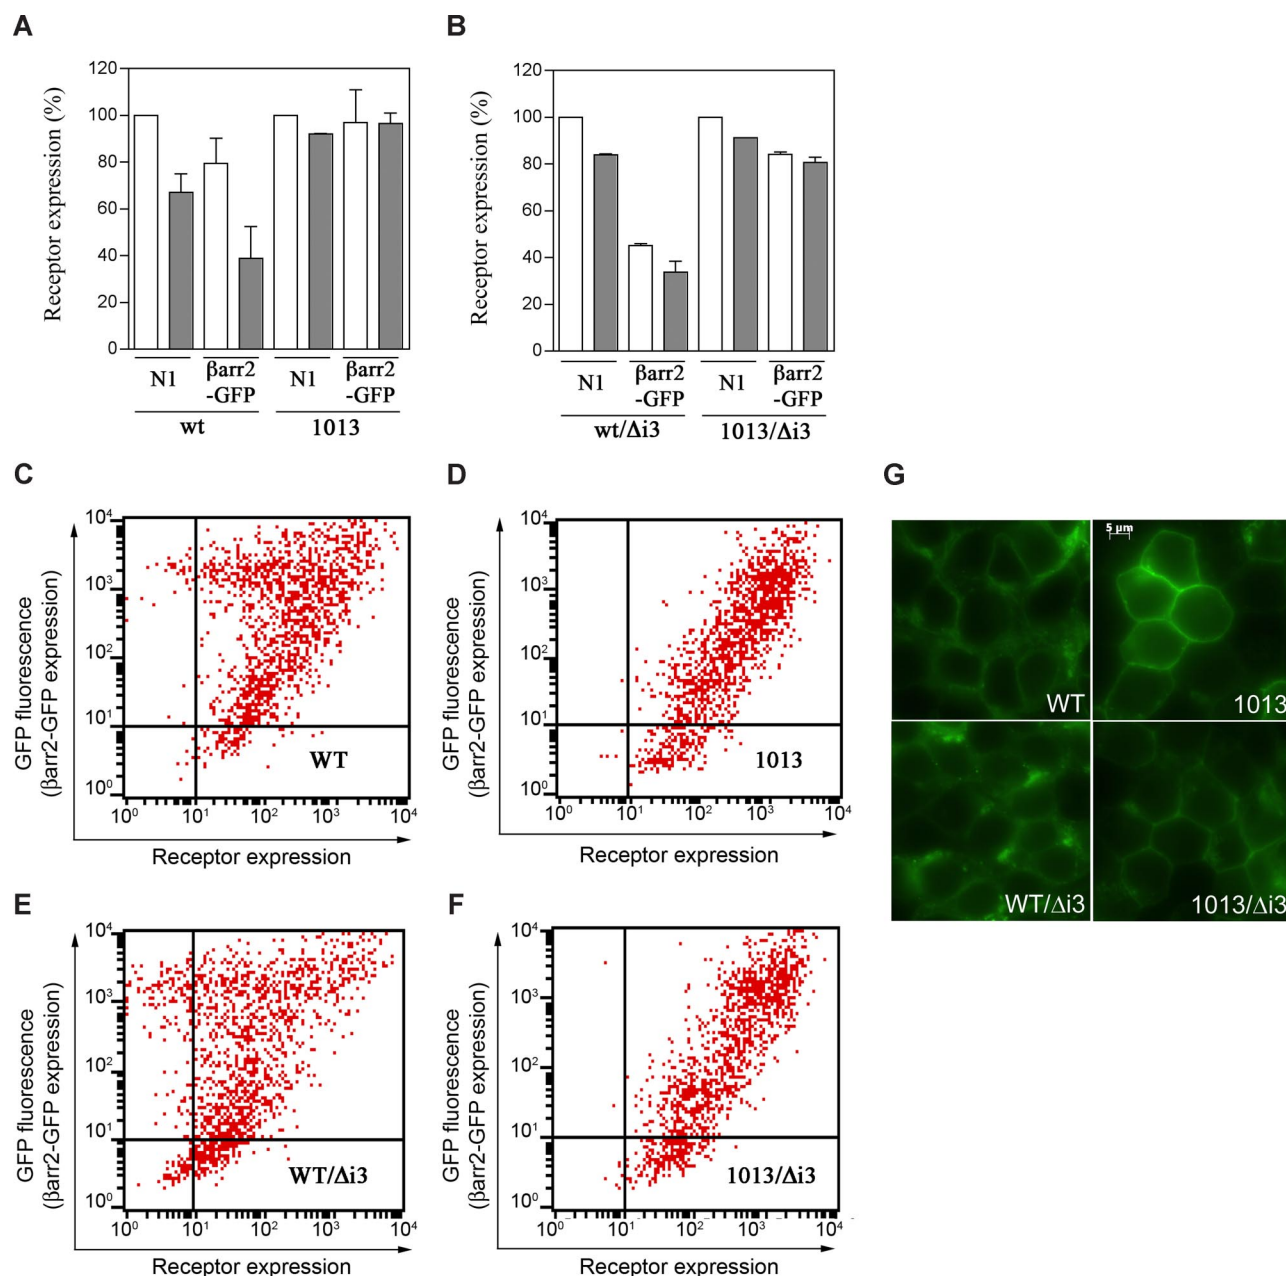 A
Receptor expression (%)
120
100
80
60
40
20
0
N1
βarr2
-GFP
N1
βarr2
-GFP
wt
1013
B
Receptor expression (%)
120
100
80
60
40
20
0
N1
βarr2
-GFP
N1
βarr2
-GFP
wt/Δi3
1013/Δi3
C
GFP fluorescence
(βarr2-GFP expression)
10⁴
10³
10²
10¹
10⁰
WT
10⁰ 10¹ 10² 10³ 10⁴
Receptor expression
D
GFP fluorescence
(βarr2-GFP expression)
10⁴
10³
10²
10¹
10⁰
1013
10⁰ 10¹ 10² 10³ 10⁴
Receptor expression
E
GFP fluorescence
(βarr2-GFP expression)
10⁴
10³
10²
10¹
10⁰
WT/Δi3
10⁰ 10¹ 10² 10³ 10⁴
Receptor expression
F
GFP fluorescence
(βarr2-GFP expression)
10⁴
10³
10²
10¹
10⁰
1013/Δi3
10⁰ 10¹ 10² 10³ 10⁴
Receptor expression
G
WT
5 µm
1013
WT/Δi3
1013/Δi3